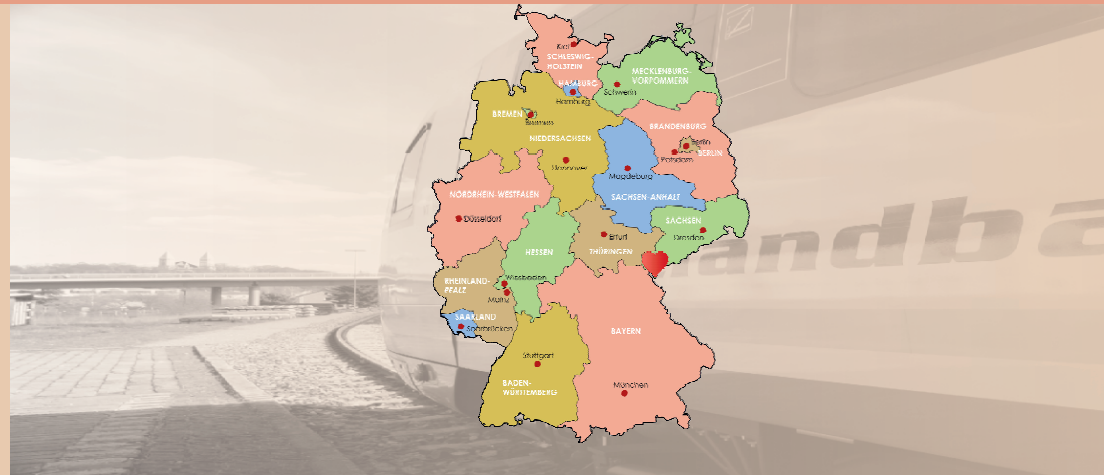 Kiel
SCHLESWIG-
HOLSTEIN
MECKLENBURG-
VORPOMMERN
HAMBURG
Hamburg
Schwerin
BREMEN
Bremen
BRANDENBURG
NIEDERSACHSEN
Berlin
BERLIN
Potsdam
Hannover
Magdeburg
NORDRHEIN-WESTFALEN
SACHSEN-ANHALT
Düsseldorf
SACHSEN
Dresden
Erfurt
HESSEN
THÜRINGEN
andba
RHEINLAND-
PFALZ
Wiesbaden
Mainz
SAARLAND
Saarbrücken
BAYERN
Stuttgart
BADEN-
WÜRTTEMBERG
München